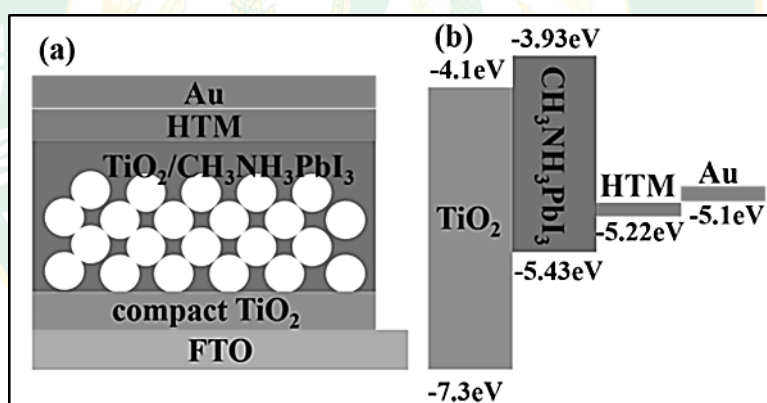 (a)
Au
HTM
TiO₂/CH₃NH₃PbI₃
compact TiO₂
FTO
(b)
-3.93eV
-4.1eV
CH₃NH₃PbI₃
TiO₂
HTM
Au
-5.22eV
-5.1eV
-5.43eV
-7.3eV